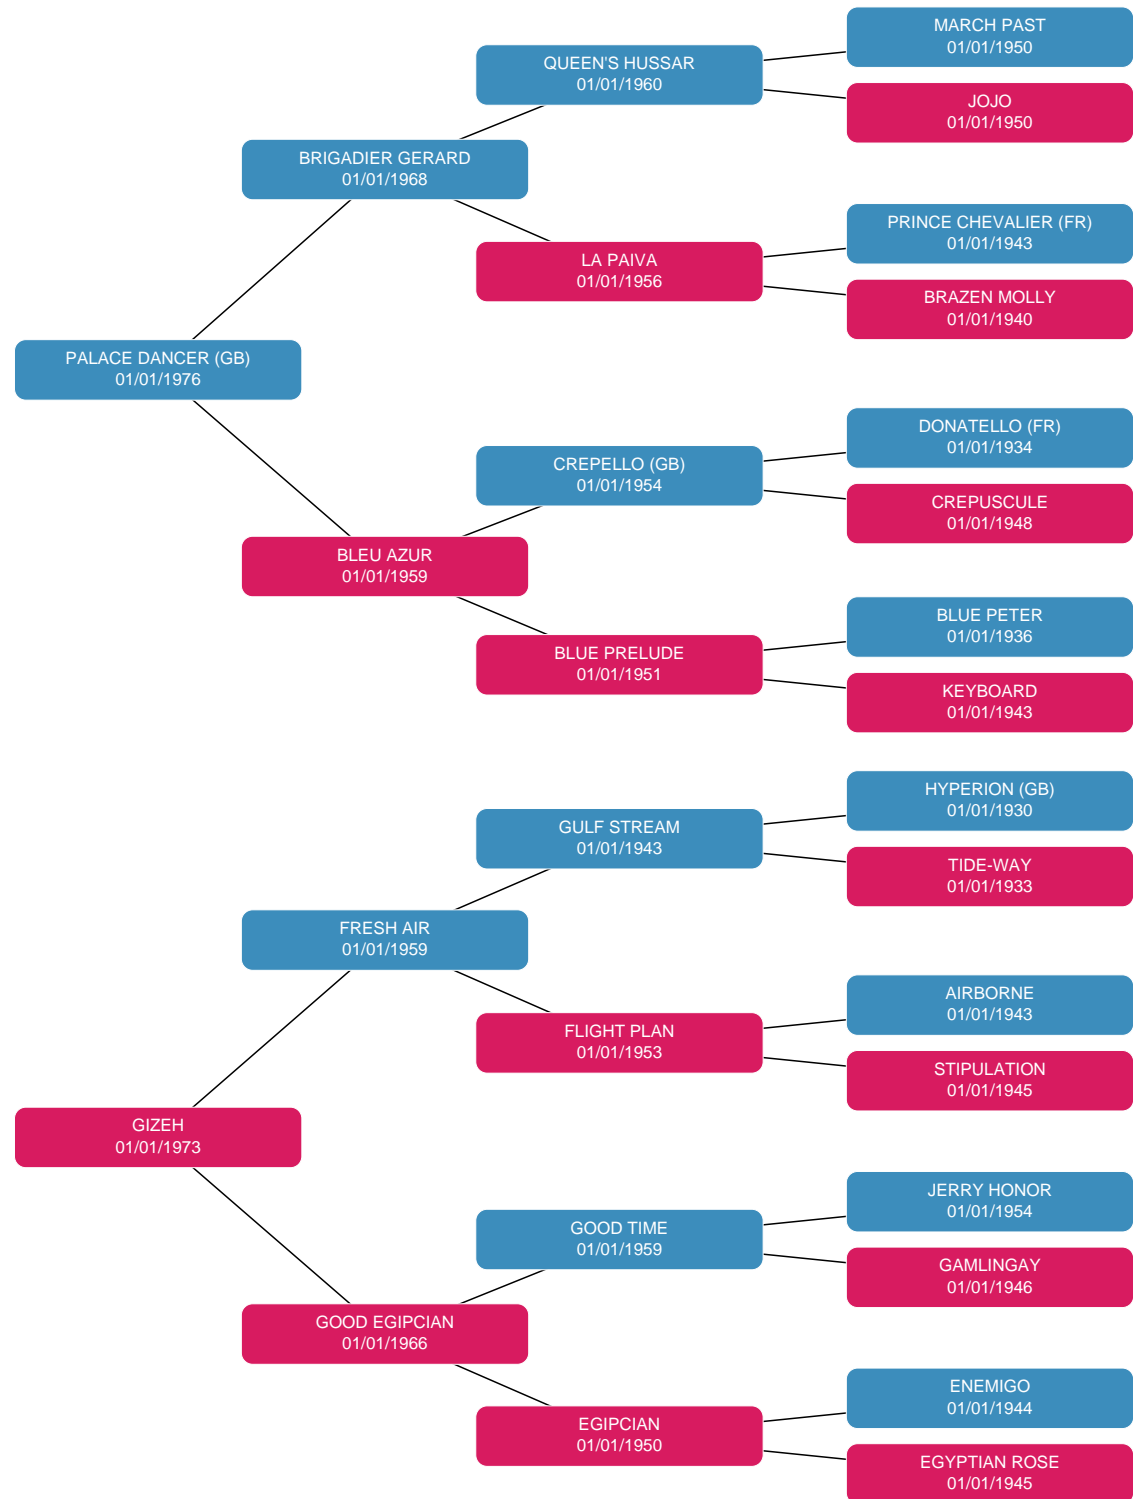 MARCH PAST
01/01/1950
QUEEN'S HUSSAR
01/01/1960
JOJO
01/01/1950
BRIGADIER GERARD
01/01/1968
PRINCE CHEVALIER (FR)
01/01/1943
LA PAIVA
01/01/1956
BRAZEN MOLLY
01/01/1940
PALACE DANCER (GB)
01/01/1976
DONATELLO (FR)
01/01/1934
CREPELLO (GB)
01/01/1954
CREPUSCULE
01/01/1948
BLEU AZUR
01/01/1959
BLUE PETER
01/01/1936
BLUE PRELUDE
01/01/1951
KEYBOARD
01/01/1943
HYPERION (GB)
01/01/1930
GULF STREAM
01/01/1943
TIDE-WAY
01/01/1933
FRESH AIR
01/01/1959
AIRBORNE
01/01/1943
FLIGHT PLAN
01/01/1953
STIPULATION
01/01/1945
GIZEH
01/01/1973
JERRY HONOR
01/01/1954
GOOD TIME
01/01/1959
GAMLINGAY
01/01/1946
GOOD EGIPCIAN
01/01/1966
ENEMIGO
01/01/1944
EGIPCIAN
01/01/1950
EGYPTIAN ROSE
01/01/1945